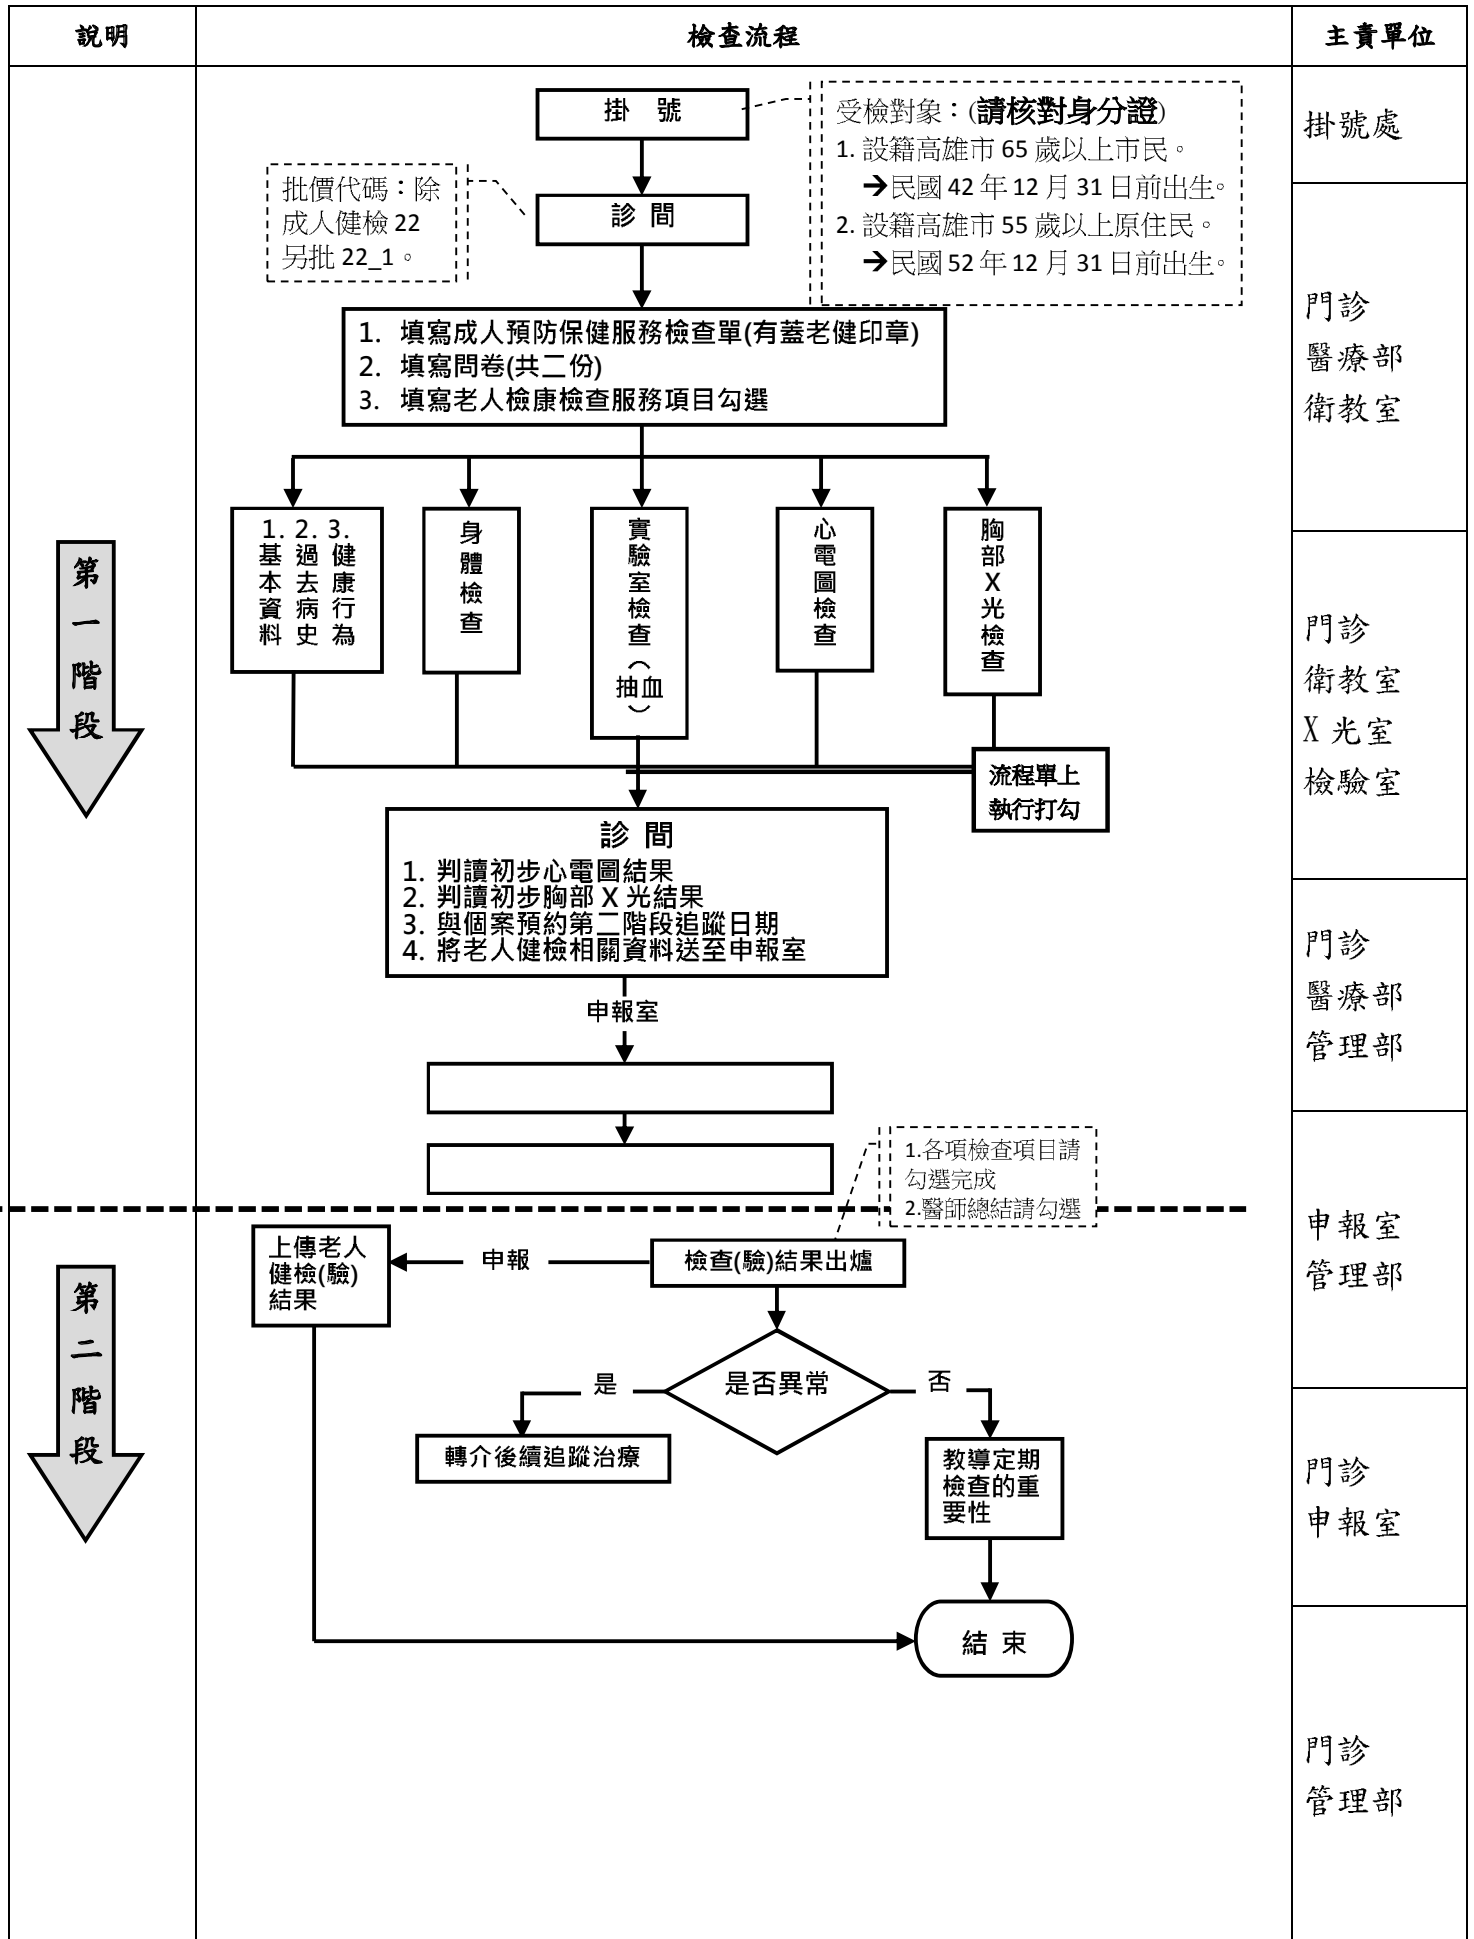 說明
檢查流程
主責單位
掛 號
受檢對象：(請核對身分證)
1. 設籍高雄市 65 歲以上市民。
➔民國 42 年 12 月 31 日前出生。
2. 設籍高雄市 55 歲以上原住民。
➔民國 52 年 12 月 31 日前出生。
掛號處
批價代碼：除
成人健檢 22
另批 22_1。
診 間
1. 填寫成人預防保健服務檢查單(有蓋老健印章)
2. 填寫問卷(共二份)
3. 填寫老人檢康檢查服務項目勾選
門診
醫療部
衛教室
第一階段
1. 2. 3.
基本資料
過去病史
健康行為
身體檢查
實驗室檢查（抽血）
心電圖檢查
胸部X光檢查
流程單上
執行打勾
門診
衛教室
X 光室
檢驗室
診 間
1. 判讀初步心電圖結果
2. 判讀初步胸部 X 光結果
3. 與個案預約第二階段追蹤日期
4. 將老人健檢相關資料送至申報室
門診
醫療部
管理部
申報室
1.各項檢查項目請
勾選完成
2.醫師總結請勾選
申報室
管理部
第二階段
上傳老人
健檢(驗)
結果
申報
檢查(驗)結果出爐
是
是否異常
否
轉介後續追蹤治療
教導定期
檢查的重
要性
門診
申報室
結 束
門診
管理部